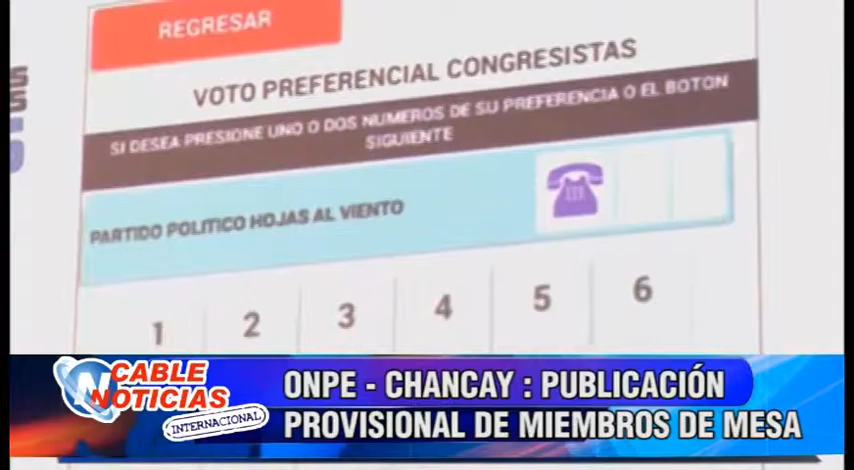 REGRESAR
VOTO PREFERENCIAL CONGRESISTAS
SI DESEA PRESIONE UNO O DOS NUMEROS DE SU PREFERENCIA O EL BOTON
SIGUIENTE
PARTIDO POLITICO HOJAS AL VIENTO
1 2 3 4 5 6
CABLE
NOTICIAS
INTERNACIONAL
ONPE - CHANCAY : PUBLICACIÓN
PROVISIONAL DE MIEMBROS DE MESA